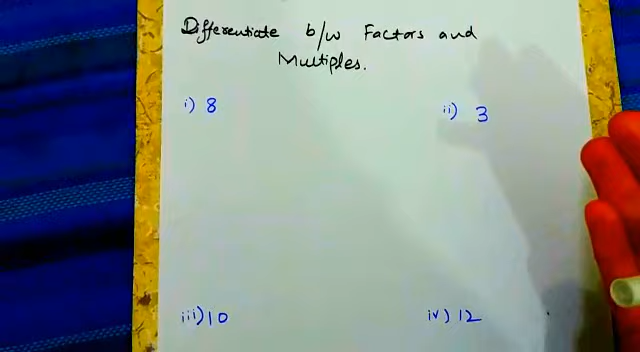 Differentiate b/w Factors and
Multiples.
i) 8
ii) 3
iii) 10
iv) 12